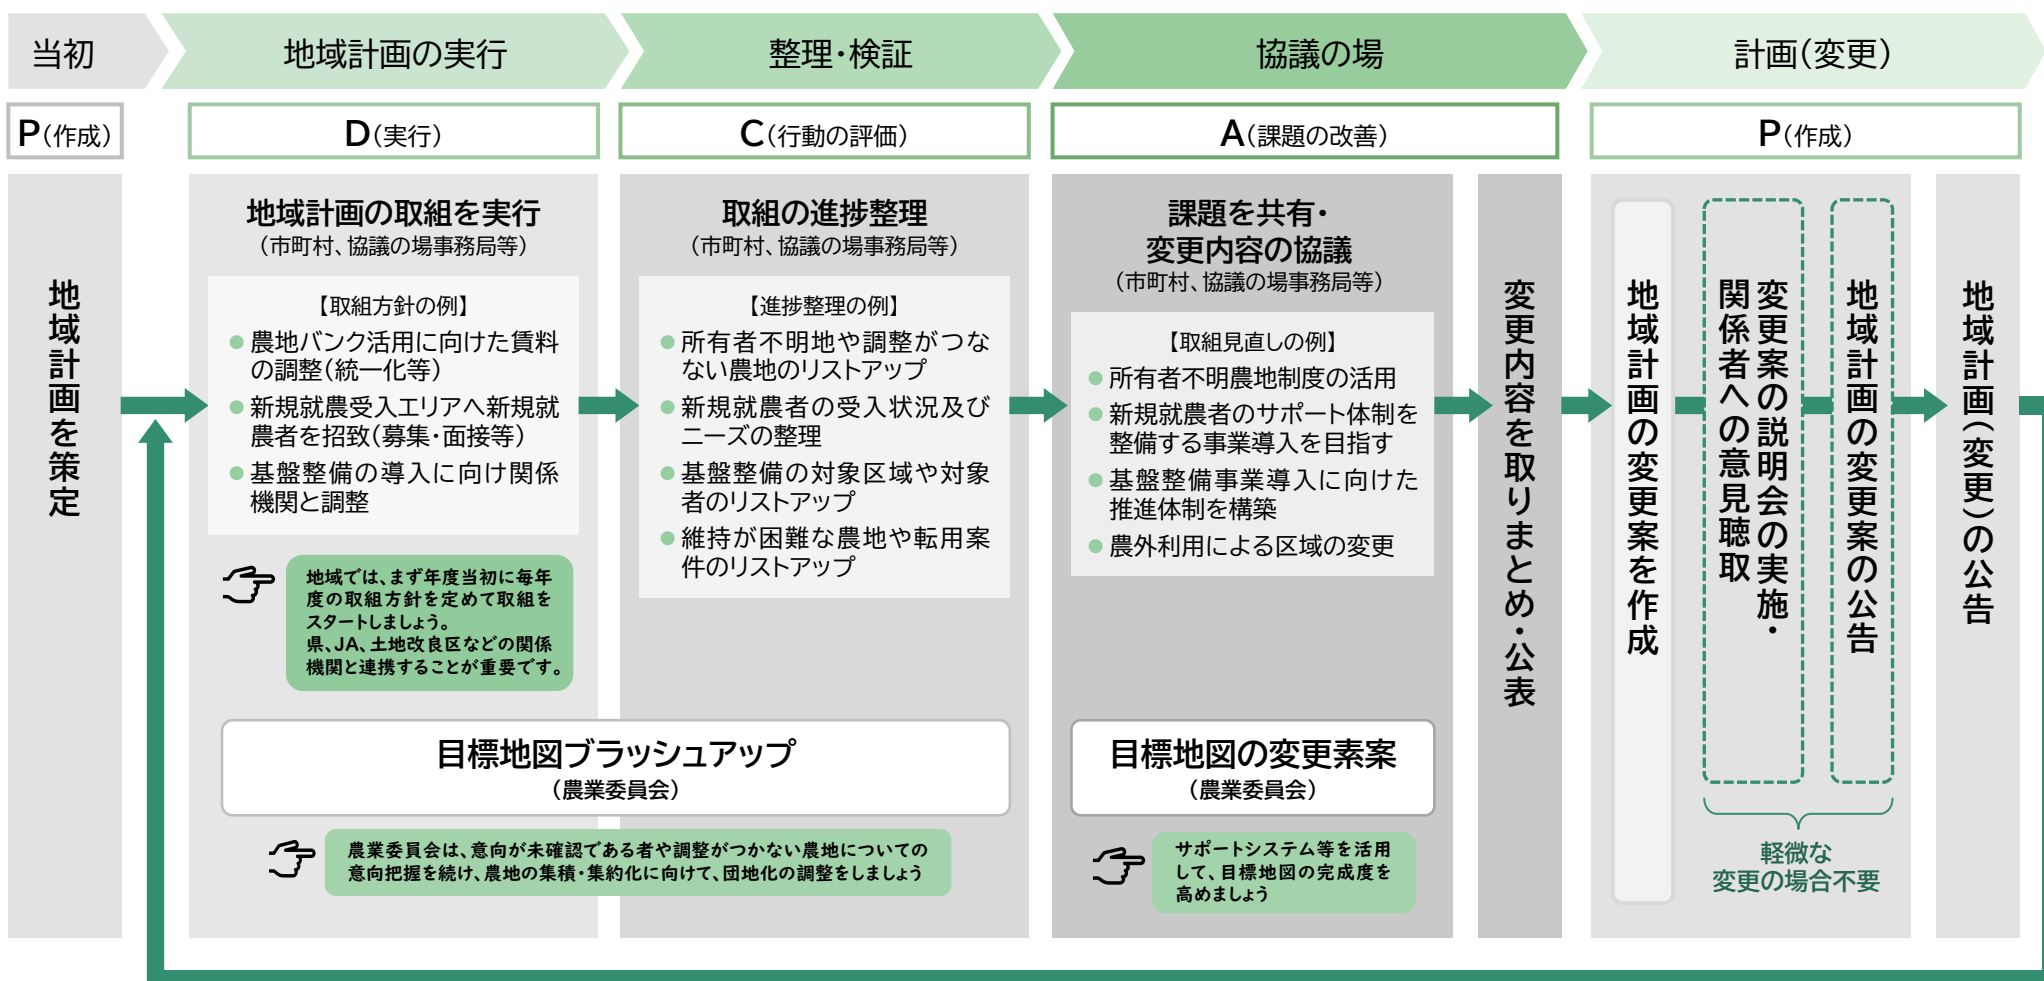 当初
地域計画の実行
整理・検証
協議の場
計画（変更）
P（作成）
D（実行）
C（行動の評価）
A（課題の改善）
P（作成）
地域計画を策定
地域計画の取組を実行
（市町村、協議の場事務局等）
【取組方針の例】
●農地バンク活用に向けた賃料
の調整（統一化等）
●新規就農受入エリアへ新規就
農者を招致（募集・面接等）
●基盤整備の導入に向け関係
機関と調整
地域では、まず年度当初に毎年
度の取組方針を定めて取組を
スタートしましょう。
県、JA、土地改良区などの関係
機関と連携することが重要です。
取組の進捗整理
（市町村、協議の場事務局等）
【進捗整理の例】
●所有者不明地や調整がつな
ない農地のリストアップ
●新規就農者の受入状況及び
ニーズの整理
●基盤整備の対象区域や対象
者のリストアップ
●維持が困難な農地や転用案
件のリストアップ
目標地図ブラッシュアップ
（農業委員会）
農業委員会は、意向が未確認である者や調整がつかない農地についての
意向把握を続け、農地の集積・集約化に向けて、団地化の調整をしましょう
課題を共有・
変更内容の協議
（市町村、協議の場事務局等）
【取組見直しの例】
●所有者不明農地制度の活用
●新規就農者のサポート体制を
整備する事業導入を目指す
●基盤整備事業導入に向けた
推進体制を構築
●農外利用による区域の変更
目標地図の変更素案
（農業委員会）
サポートシステム等を活用
して、目標地図の完成度を
高めましょう
変更内容を取りまとめ・公表
地域計画の変更案を作成
変更案の説明会の実施・
関係者への意見聴取
地域計画の変更案の公告
軽微な
変更の場合不要
地域計画（変更）の公告